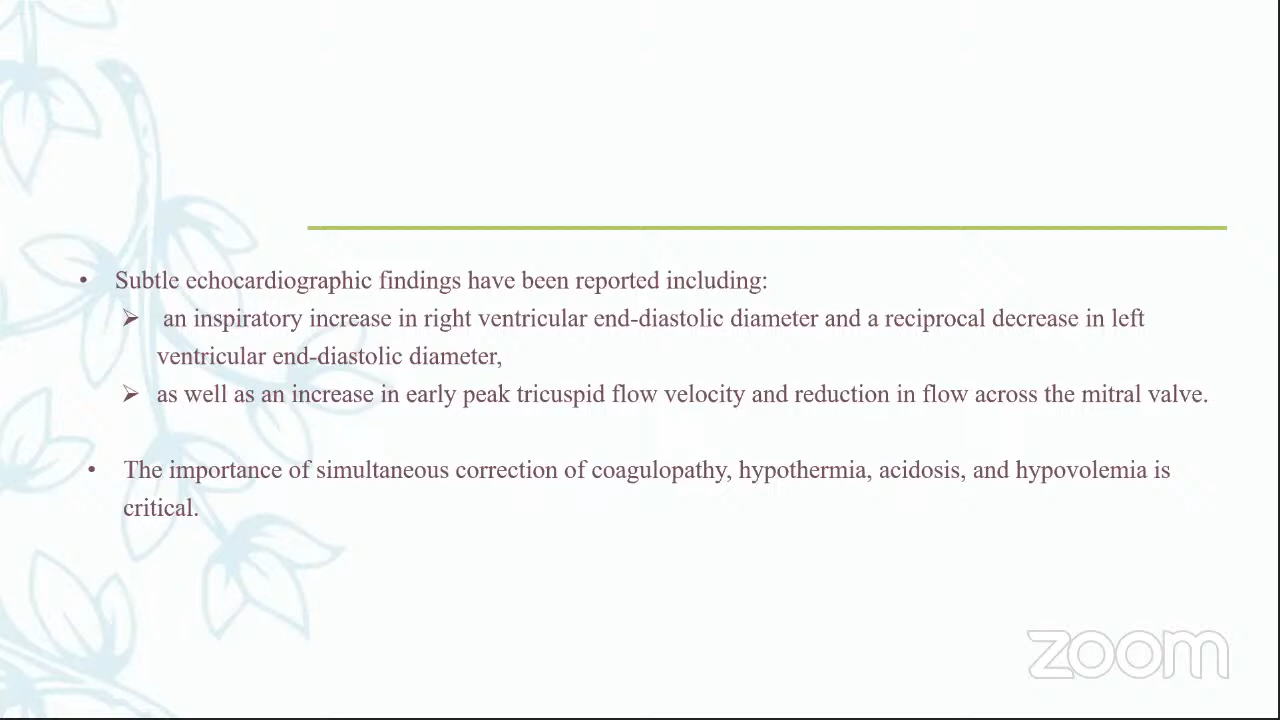 • Subtle echocardiographic findings have been reported including:
➢ an inspiratory increase in right ventricular end-diastolic diameter and a reciprocal decrease in left
ventricular end-diastolic diameter,
➢ as well as an increase in early peak tricuspid flow velocity and reduction in flow across the mitral valve.
• The importance of simultaneous correction of coagulopathy, hypothermia, acidosis, and hypovolemia is
critical.
zoom